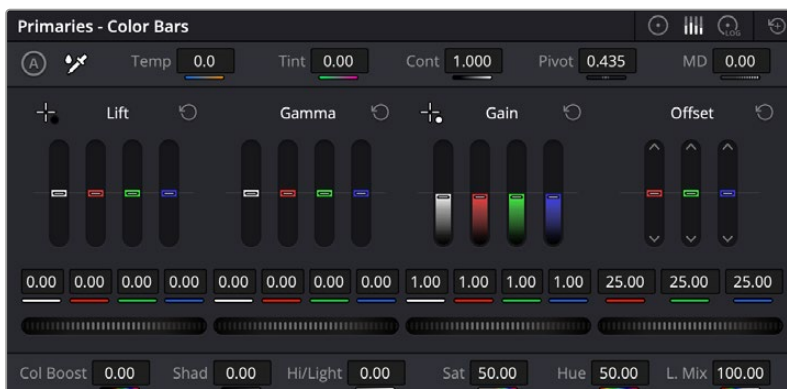 Primaries - Color Bars LOG
A Temp 0.0 Tint 0.00 Cont 1.000 Pivot 0.435 MD 0.00
Lift Gamma Gain Offset
0.00 0.00 0.00 0.00 0.00 0.00 0.00 0.00 1.00 1.00 1.00 1.00 25.00 25.00 25.00
Col Boost 0.00 Shad 0.00 Hi/Light 0.00 Sat 50.00 Hue 50.00 L. Mix 100.00